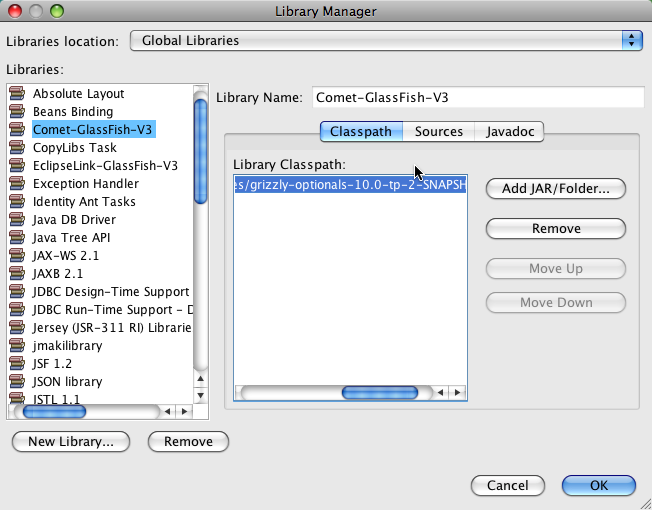 Library Manager
Libraries location: Global Libraries
Libraries:
Absolute Layout
Beans Binding
Comet-GlassFish-V3
CopyLibs Task
EclipseLink-GlassFish-V3
Exception Handler
Identity Ant Tasks
Java DB Driver
Java Tree API
JAX-WS 2.1
JAXB 2.1
JDBC Design-Time Support
JDBC Run-Time Support - D
Jersey (JSR-311 RI) Librarie
jmakilibrary
JSF 1.2
JSON library
JSTL 1.1
New Library...
Remove
Library Name: Comet-GlassFish-V3
Classpath
Sources
Javadoc
Library Classpath:
es/grizzly-optionals-10.0-tp-2-SNAPSH
Add JAR/Folder...
Remove
Move Up
Move Down
Cancel
OK